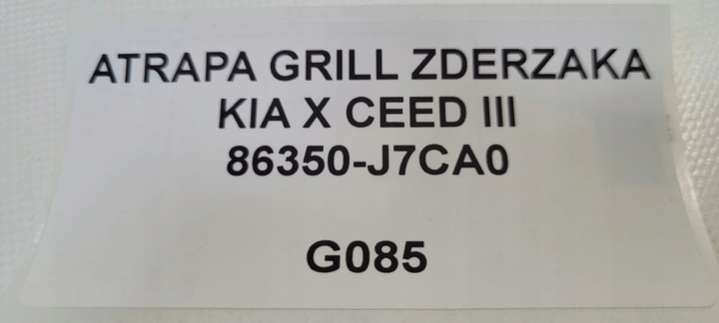 ATRAPA GRILL ZDERZAKA
KIA X CEED III
86350-J7CA0
G085